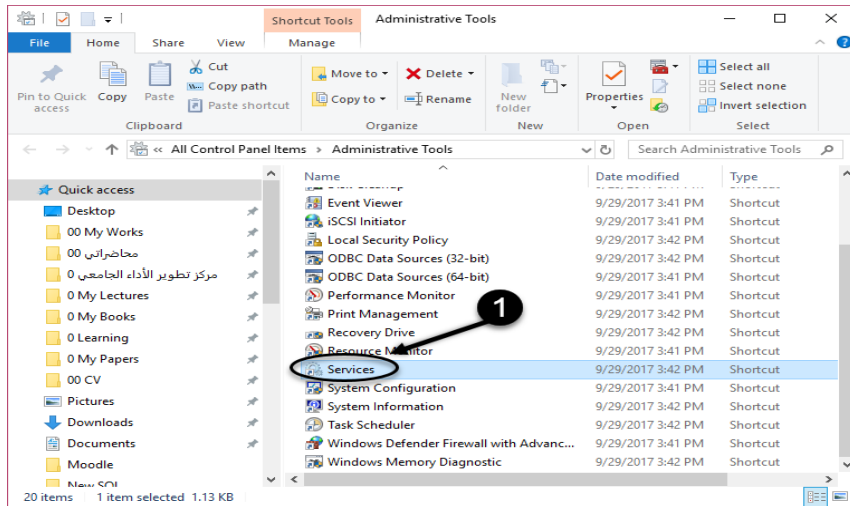 Shortcut Tools
Administrative Tools
File
Home
Share
View
Manage
Pin to Quick access
Copy
Paste
Cut
Copy path
Paste shortcut
Move to
Copy to
Delete
Rename
New folder
Properties
Select all
Select none
Invert selection
Clipboard
Organize
New
Open
Select
« All Control Panel Items > Administrative Tools
Search Administrative Tools
Quick access
Desktop
00 My Works
محاضراتي 00
مركز تطوير الأداء الجامعي 0
0 My Lectures
0 My Books
0 Learning
0 My Papers
00 CV
Pictures
Downloads
Documents
Moodle
New SQL
Name Date modified Type
Disk Cleanup
Event Viewer 9/29/2017 3:41 PM Shortcut
iSCSI Initiator 9/29/2017 3:41 PM Shortcut
Local Security Policy 9/29/2017 3:42 PM Shortcut
ODBC Data Sources (32-bit) 9/29/2017 3:42 PM Shortcut
ODBC Data Sources (64-bit) 9/29/2017 3:41 PM Shortcut
Performance Monitor 9/29/2017 3:41 PM Shortcut
Print Management 9/29/2017 3:42 PM Shortcut
1
Recovery Drive 9/29/2017 3:42 PM Shortcut
Resource Monitor 9/29/2017 3:41 PM Shortcut
Services 9/29/2017 3:42 PM Shortcut
System Configuration 9/29/2017 3:41 PM Shortcut
System Information 9/29/2017 3:42 PM Shortcut
Task Scheduler 9/29/2017 3:42 PM Shortcut
Windows Defender Firewall with Advanc... 9/29/2017 3:41 PM Shortcut
Windows Memory Diagnostic 9/29/2017 3:42 PM Shortcut
20 items 1 item selected 1.13 KB